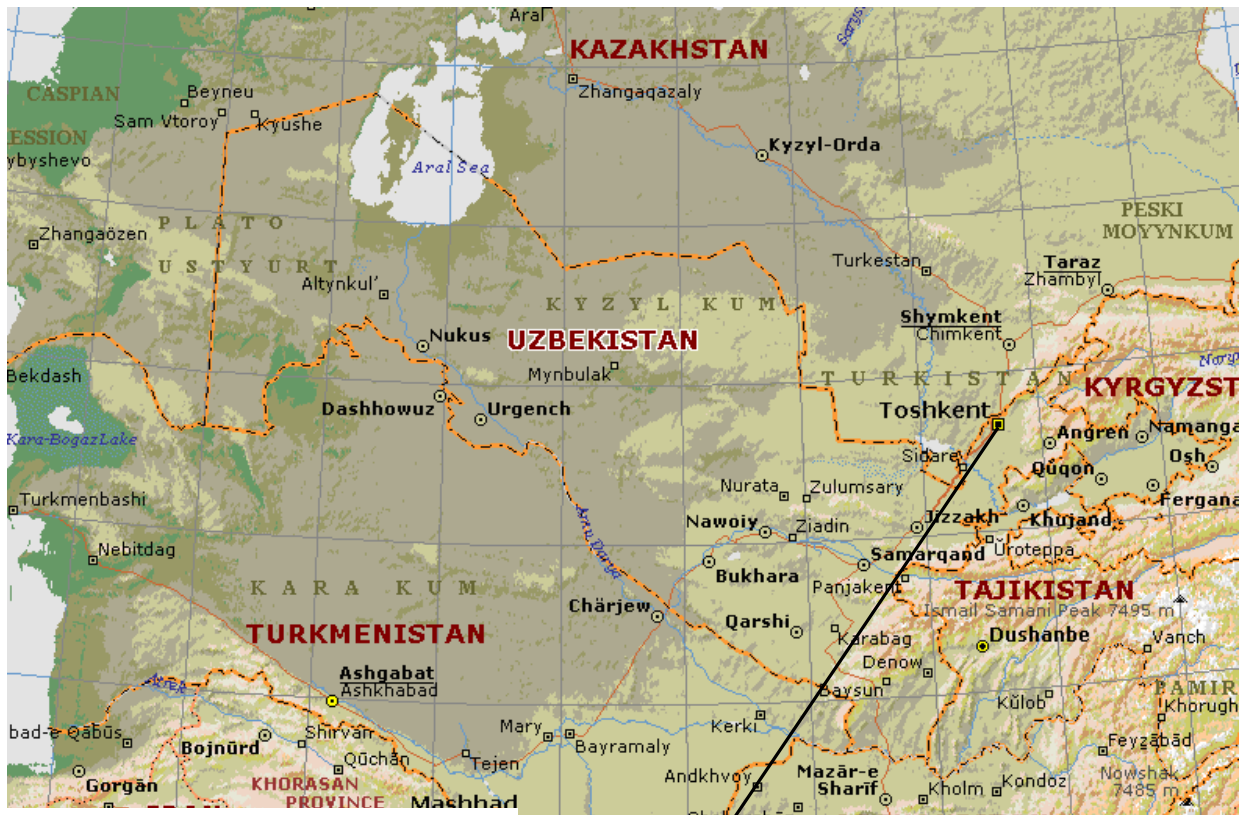 Aral
KAZAKHSTAN
CASPIAN
Beyneu
Zhangaqazaly
Sam Vtoroy
Kyushe
ESSION
ybyshevo
Kyzyl-Orda
Aral Sea
PLATO
USTYURT
Zhangaözen
PESKI
MOYYNKUM
Turkestan
Taraz
Zhambyl
Altynkul'
KYZYL KUM
Shymkent
Chimkent
Nukus
UZBEKISTAN
Mynbulak
TURKISTAN
KYRGYZST
Bekdash
Dashhowuz
Urgench
Toshkent
Angren
Namanga
Kara-Bogaz Lake
Sidare
Qŭqon
Osh
Turkmenbashi
Nurata
Zulumsary
Fergana
Nawoiy
Ziadin
Jizzakh
Khujand
Amu Darya
Nebitdag
Samarqand
Ŭroteppa
Bukhara
Panjakent
KARA KUM
TAJIKISTAN
Chärjew
Ismail Samani Peak 7495 m
TURKMENISTAN
Qarshi
Karabag
Dushanbe
Vanch
Denow
Ashgabat
Ashkhabad
Atrek
Baysun
Kŭlob
PAMIR
Khorugh
bad-e Qābūs
Bojnūrd
Shirvan
Mary
Bayramaly
Kerki
Feyzābād
Qūchān
Tejen
Gorgān
KHORASAN
PROVINCE
Andkhvoy
Mazār-e
Sharīf
Kholm
Kondoz
Nowshak
7485 m
Mashhad